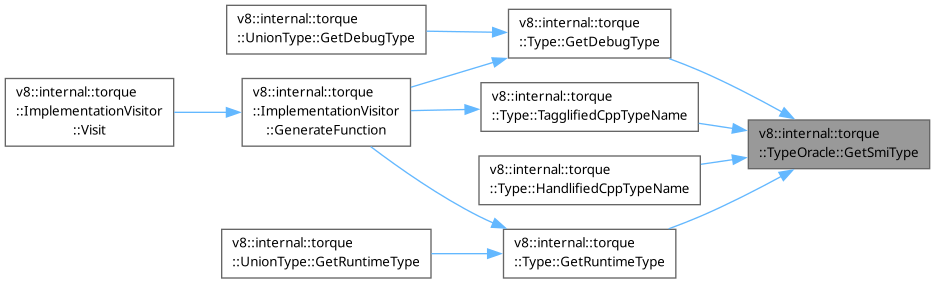 v8::internal::torque
::UnionType::GetDebugType
v8::internal::torque
::Type::GetDebugType
v8::internal::torque
::ImplementationVisitor
::Visit
v8::internal::torque
::ImplementationVisitor
::GenerateFunction
v8::internal::torque
::Type::TagglifiedCppTypeName
v8::internal::torque
::TypeOracle::GetSmiType
v8::internal::torque
::Type::HandlifiedCppTypeName
v8::internal::torque
::UnionType::GetRuntimeType
v8::internal::torque
::Type::GetRuntimeType